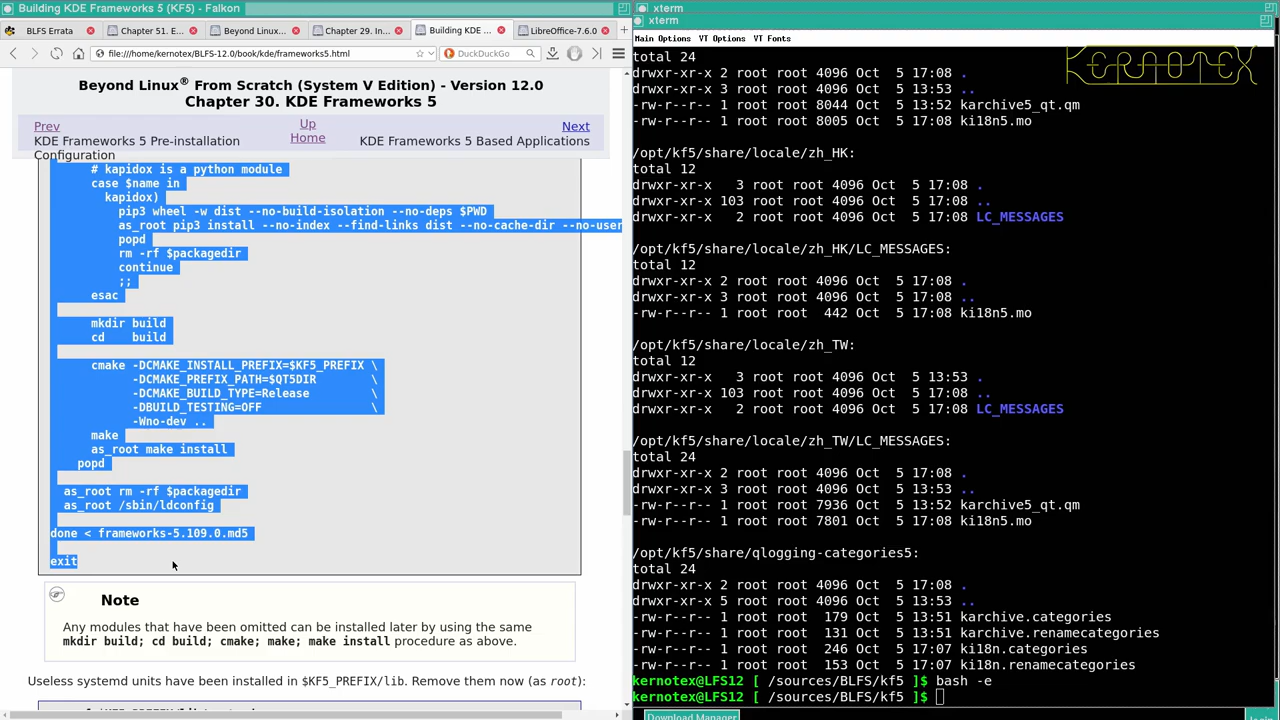 Building KDE Frameworks 5 (KF5) - Falkon
BLFS Errata
Chapter 51. E...
Beyond Linux...
Chapter 29. In...
Building KDE ...
LibreOffice-7.6.0
file:///home/kernotex/BLFS-12.0/book/kde/frameworks5.html
DuckDuckGo
Beyond Linux® From Scratch (System V Edition) - Version 12.0
Chapter 30. KDE Frameworks 5
Prev
Up
Next
KDE Frameworks 5 Pre-installation Configuration
Home
KDE Frameworks 5 Based Applications
# kapidox is a python module
case $name in
kapidox)
pip3 wheel -w dist --no-build-isolation --no-deps $PWD
as_root pip3 install --no-index --find-links dist --no-cache-dir --no-user
popd
rm -rf $packagedir
continue
;;
esac
mkdir build
cd    build
cmake -DCMAKE_INSTALL_PREFIX=$KF5_PREFIX \
-DCMAKE_PREFIX_PATH=$QT5DIR        \
-DCMAKE_BUILD_TYPE=Release         \
-DBUILD_TESTING=OFF                \
-Wno-dev ..
make
as_root make install
popd
as_root rm -rf $packagedir
as_root /sbin/ldconfig
done < frameworks-5.109.0.md5
exit
Note
Any modules that have been omitted can be installed later by using the same
mkdir build; cd build; cmake; make; make install procedure as above.
Useless systemd units have been installed in $KF5_PREFIX/lib. Remove them now (as root):
xterm
xterm
Main Options  VT Options  VT Fonts
KERNOTEX
total 24
drwxr-xr-x 2 root root 4096 Oct  5 17:08 .
drwxr-xr-x 3 root root 4096 Oct  5 13:53 ..
-rw-r--r-- 1 root root 8044 Oct  5 13:52 karchive5_qt.qm
-rw-r--r-- 1 root root 8005 Oct  5 17:08 ki18n5.mo
/opt/kf5/share/locale/zh_HK:
total 12
drwxr-xr-x   3 root root 4096 Oct  5 17:08 .
drwxr-xr-x 103 root root 4096 Oct  5 17:08 ..
drwxr-xr-x   2 root root 4096 Oct  5 17:08 LC_MESSAGES
/opt/kf5/share/locale/zh_HK/LC_MESSAGES:
total 12
drwxr-xr-x 2 root root 4096 Oct  5 17:08 .
drwxr-xr-x 3 root root 4096 Oct  5 17:08 ..
-rw-r--r-- 1 root root  442 Oct  5 17:08 ki18n5.mo
/opt/kf5/share/locale/zh_TW:
total 12
drwxr-xr-x   3 root root 4096 Oct  5 13:53 .
drwxr-xr-x 103 root root 4096 Oct  5 17:08 ..
drwxr-xr-x   2 root root 4096 Oct  5 17:08 LC_MESSAGES
/opt/kf5/share/locale/zh_TW/LC_MESSAGES:
total 24
drwxr-xr-x 2 root root 4096 Oct  5 17:08 .
drwxr-xr-x 3 root root 4096 Oct  5 13:53 ..
-rw-r--r-- 1 root root 7936 Oct  5 13:52 karchive5_qt.qm
-rw-r--r-- 1 root root 7801 Oct  5 17:08 ki18n5.mo
/opt/kf5/share/qlogging-categories5:
total 24
drwxr-xr-x 2 root root 4096 Oct  5 17:08 .
drwxr-xr-x 5 root root 4096 Oct  5 13:53 ..
-rw-r--r-- 1 root root  179 Oct  5 13:51 karchive.categories
-rw-r--r-- 1 root root  131 Oct  5 13:51 karchive.renamecategories
-rw-r--r-- 1 root root  246 Oct  5 17:07 ki18n.categories
-rw-r--r-- 1 root root  153 Oct  5 17:07 ki18n.renamecategories
kernotex@LFS12 [ /sources/BLFS/kf5 ]$ bash -e
kernotex@LFS12 [ /sources/BLFS/kf5 ]$
Download Manager